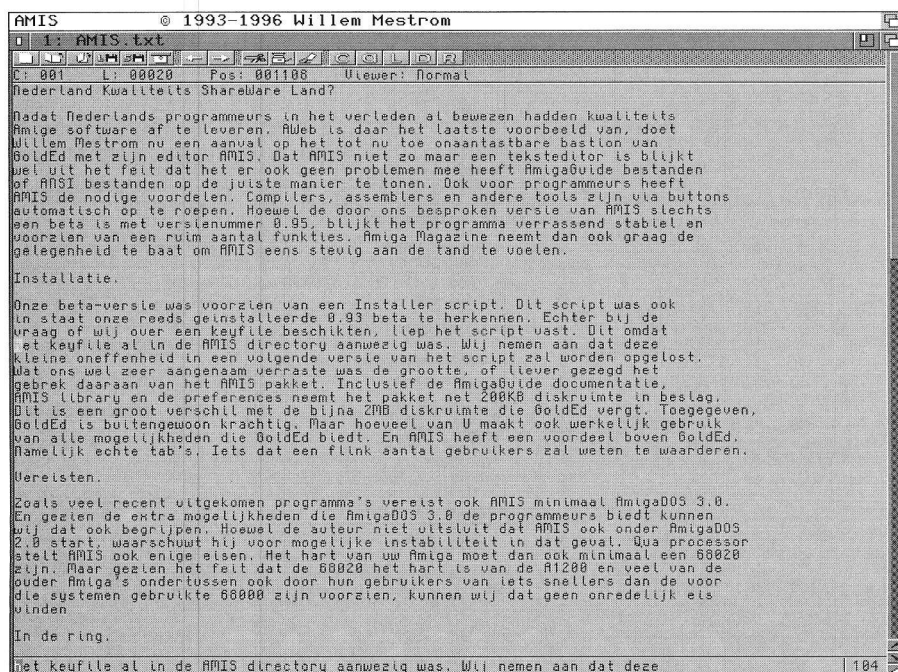 AMIS © 1993-1996 Willem Mestrom
1: AMIS.txt
C: 001 L: 00020 Pos: 001108 Viewer: Normal
Nederland Kwaliteits ShareWare Land?
Nadat Nederlands programmeurs in het verleden al bewezen hadden kwaliteits
Amige software af te leveren. AWeb is daar het laatste voorbeeld van, doet
Willem Mestrom nu een aanval op het tot nu toe onaantastbare bastion van
GoldEd met zijn editor AMIS. Dat AMIS niet zo maar een teksteditor is blijkt
wel uit het feit dat het er ook geen problemen mee heeft AmigaGuide bestanden
of ANSI bestanden op de juiste manier te tonen. Ook voor programmeurs heeft
AMIS de nodige voordelen. Compilers, assemblers en andere tools zijn via buttons
automatisch op te roepen. Hoewel de door ons besproken versie van AMIS slechts
een beta is met versienummer 0.95, blijkt het programma verrassend stabiel en
voorzien van een ruim aantal funkties. Amiga Magazine neemt dan ook graag de
gelegenheid te baat om AMIS eens stevig aan de tand te voelen.
Installatie.
Onze beta-versie was voorzien van een Installer script. Dit script was ook
in staat onze reeds geinstalleerde 0.93 beta te herkennen. Echter bij de
vraag of wij over een keyfile beschikten, liep het script vast. Dit omdat
et keyfile al in de AMIS directory aanwezig was. Wij nemen aan dat deze
kleine oneffenheid in een volgende versie van het script zal worden opgelost.
Wat ons wel zeer aangenaam verraste was de grootte, of liever gezegd het
gebrek daaraan van het AMIS pakket. Inclusief de AmigaGuide documentatie,
AMIS library en de preferences neemt het pakket net 200KB diskruimte in beslag.
Dit is een groot verschil met de bijna 2MB diskruimte die GoldEd vergt. Toegegeven,
GoldEd is buitengewoon krachtig. Maar hoeveel van U maakt ook werkelijk gebruik
van alle mogelijkheden die GoldEd biedt. En AMIS heeft een voordeel boven GoldEd.
Namelijk echte tab's. Iets dat een flink aantal gebruikers zal weten te waarderen.
Vereisten.
Zoals veel recent uitgekomen programma's vereist ook AMIS minimaal AmigaDOS 3.0.
En gezien de extra mogelijkheden die AmigaDOS 3.0 de programmeurs biedt kunnen
wij dat ook begrijpen. Hoewel de auteur niet uitsluit dat AMIS ook onder AmigaDOS
2.0 start, waarschuwt hij voor mogelijke instabiliteit in dat geval. Qua processor
stelt AMIS ook enige eisen. Het hart van uw Amiga moet dan ook minimaal een 68020
zijn. Maar gezien het feit dat de 68020 het hart is van de A1200 en veel van de
ouder Amiga's ondertussen ook door hun gebruikers van iets snellers dan de voor
die systemen gebruikte 68000 zijn voorzien, kunnen wij dat geen onredelijk eis
vinden
In de ring.
het keyfile al in de AMIS directory aanwezig was. Wij nemen aan dat deze 104